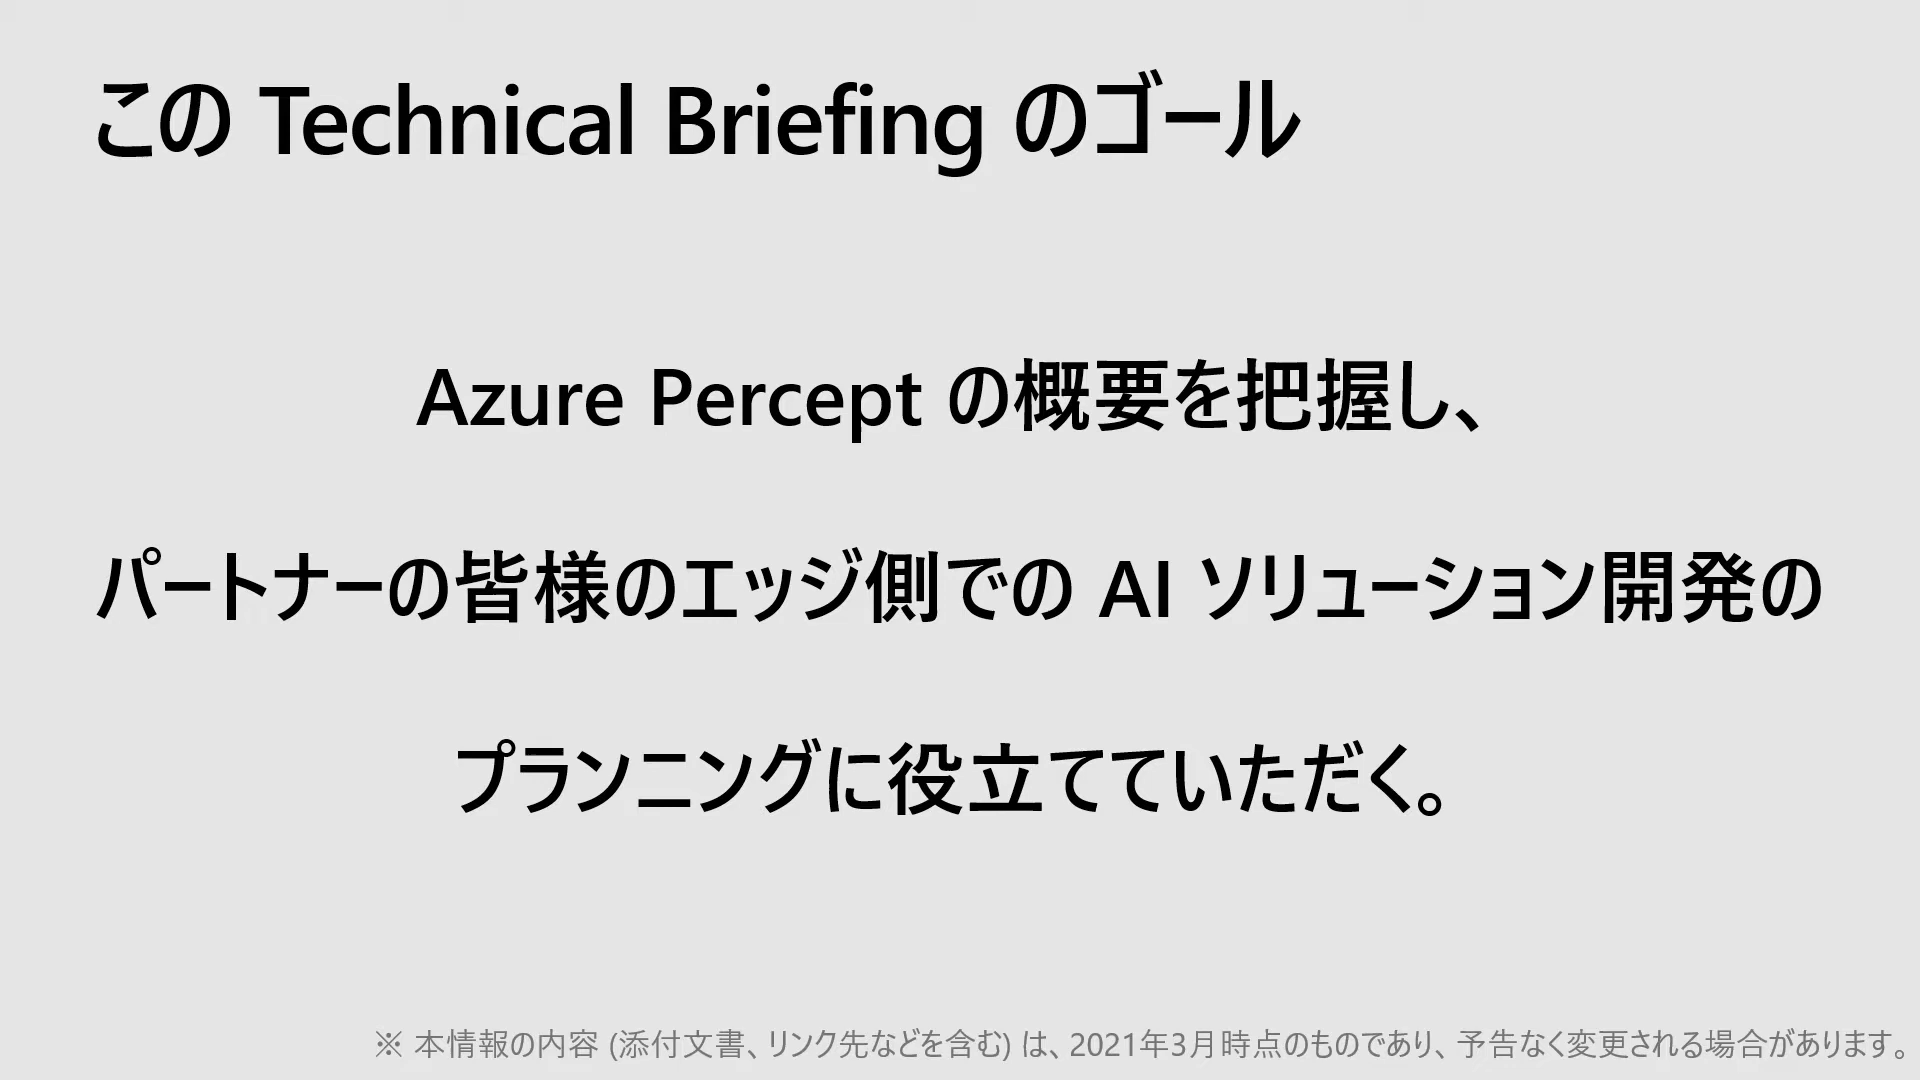 この Technical Briefing のゴール
Azure Percept の概要を把握し、
パートナーの皆様のエッジ側での AI ソリューション開発の
プランニングに役立てていただく。
※ 本情報の内容 (添付文書、リンク先などを含む) は、2021年3月時点のものであり、予告なく変更される場合があります。